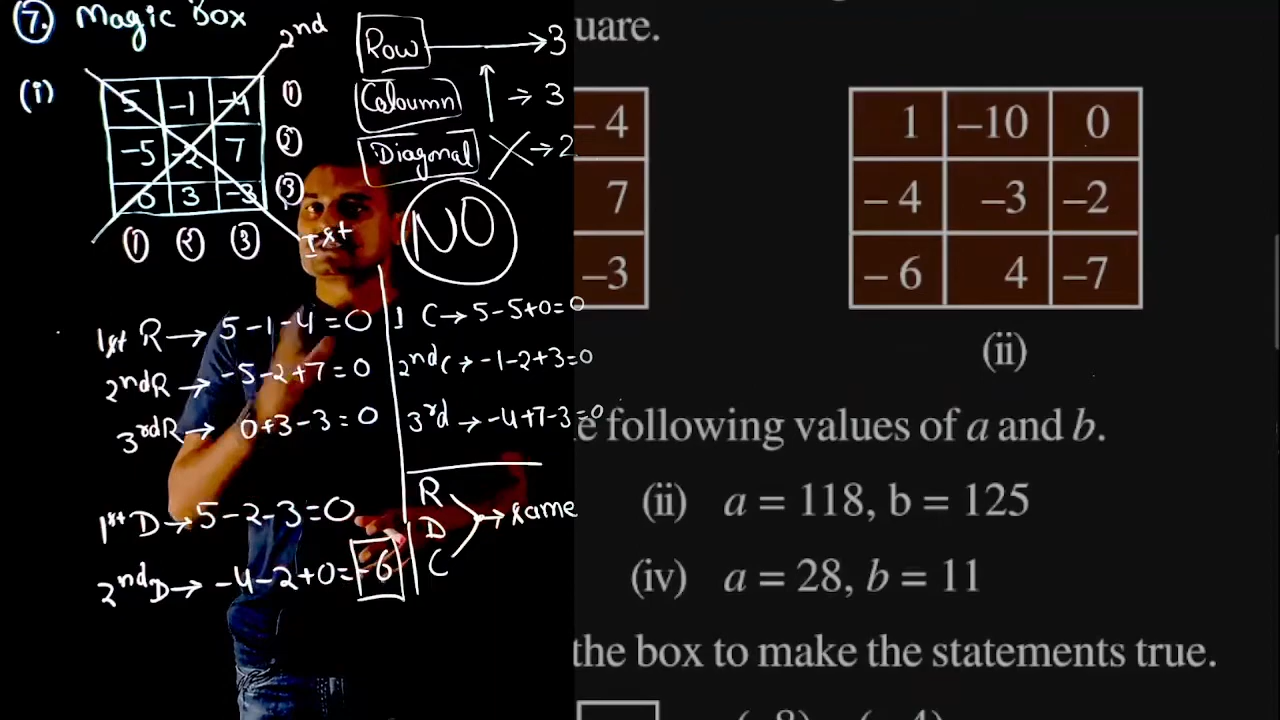 7. Magic Box
2nd
(i)
5 -1 -4 1
-5 -2 7 2
0 3 -3 3
1 2 3
Ist
Row → 3
Coloumn ↑ → 3
Diagonal → 2
NO
1st R → 5-1-4=0
2nd R → -5-2+7=0
3rd R → 0+3-3=0
1 C → 5-5+0=0
2nd C → -1-2+3=0
3rd → -4+7-3=0
1st D → 5-2-3=0
2nd D → -4-2+0=-6
R
D → same
C
uare.
– 4
7
–3
1 –10 0
– 4 –3 –2
– 6 4 –7
(ii)
e following values of a and b.
(ii) a = 118, b = 125
(iv) a = 28, b = 11
the box to make the statements true.